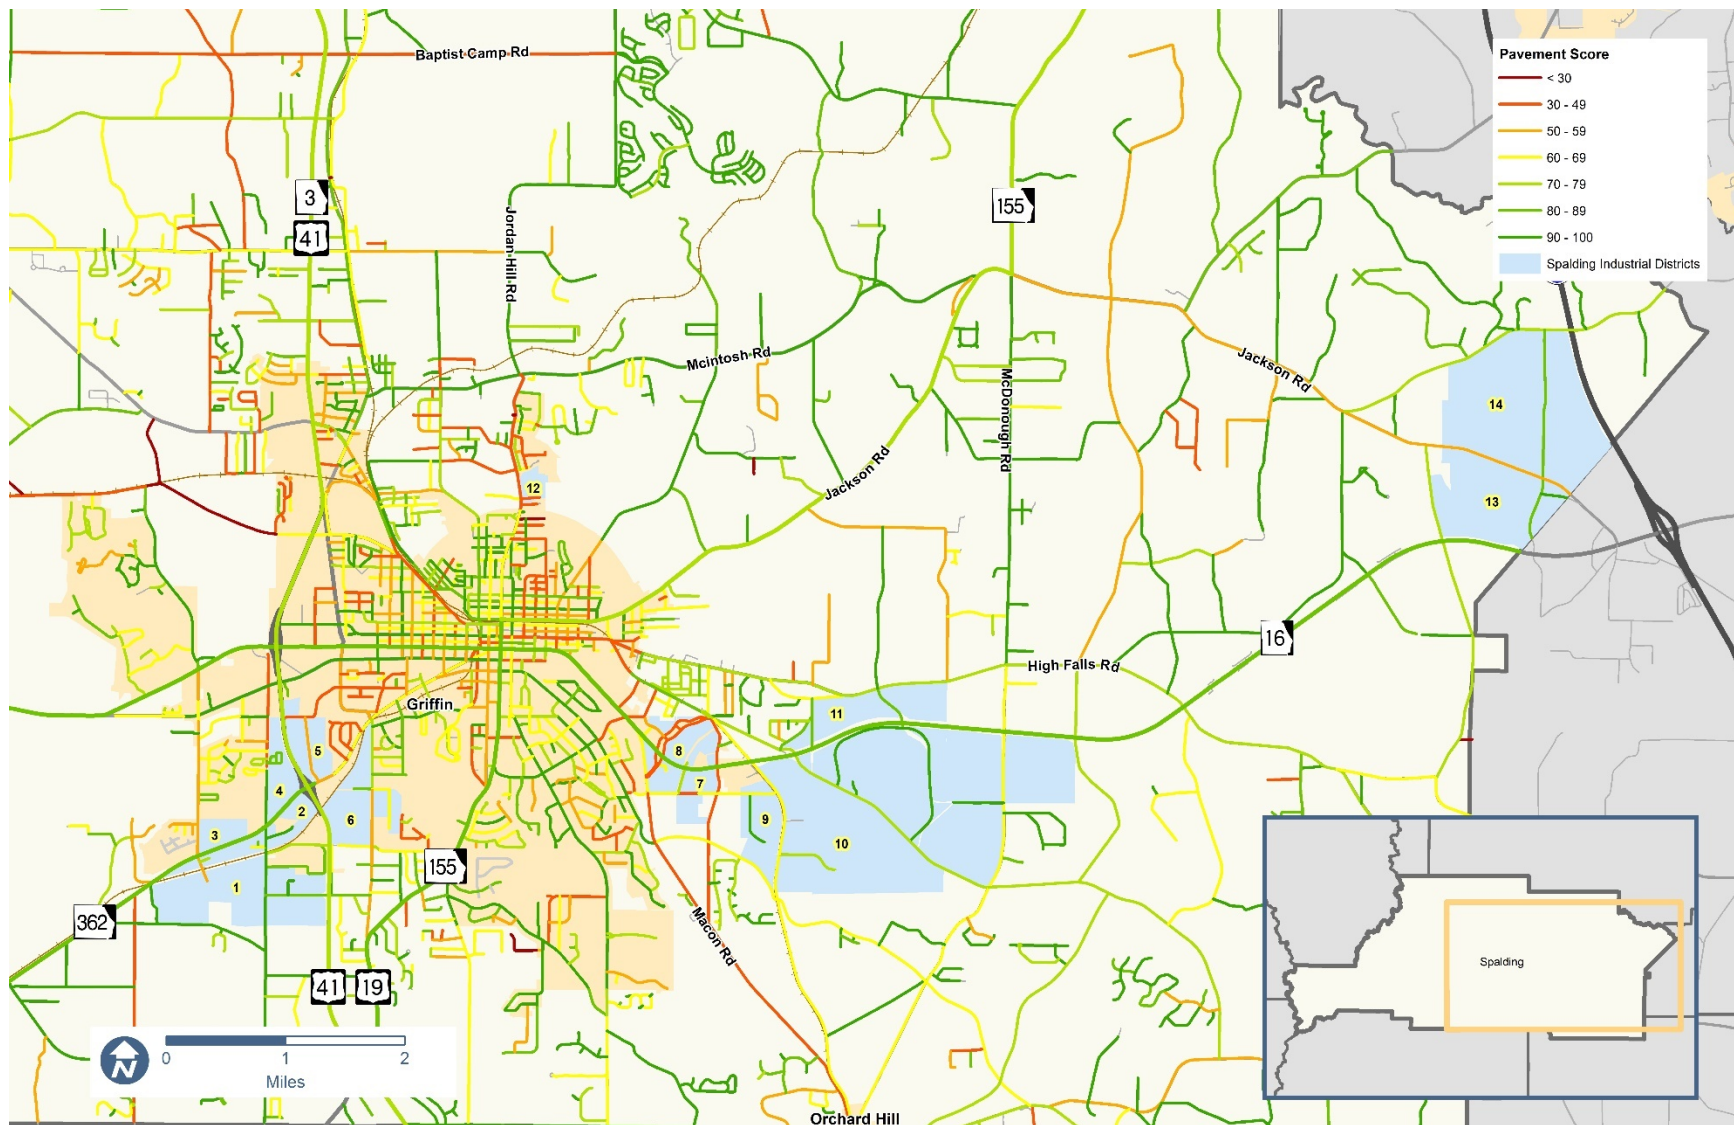 Baptist Camp Rd
Pavement Score
< 30
30 - 49
50 - 59
60 - 69
70 - 79
80 - 89
90 - 100
Spalding Industrial Districts
3
41
155
Jordan Hill Rd
Mcintosh Rd
McDonough Rd
Jackson Rd
14
Jackson Rd
12
13
16
High Falls Rd
Griffin
11
5
8
7
4
2
3
6
9
10
1
155
362
Macon Rd
41
19
Spalding
0
1
2
Miles
N
Orchard Hill